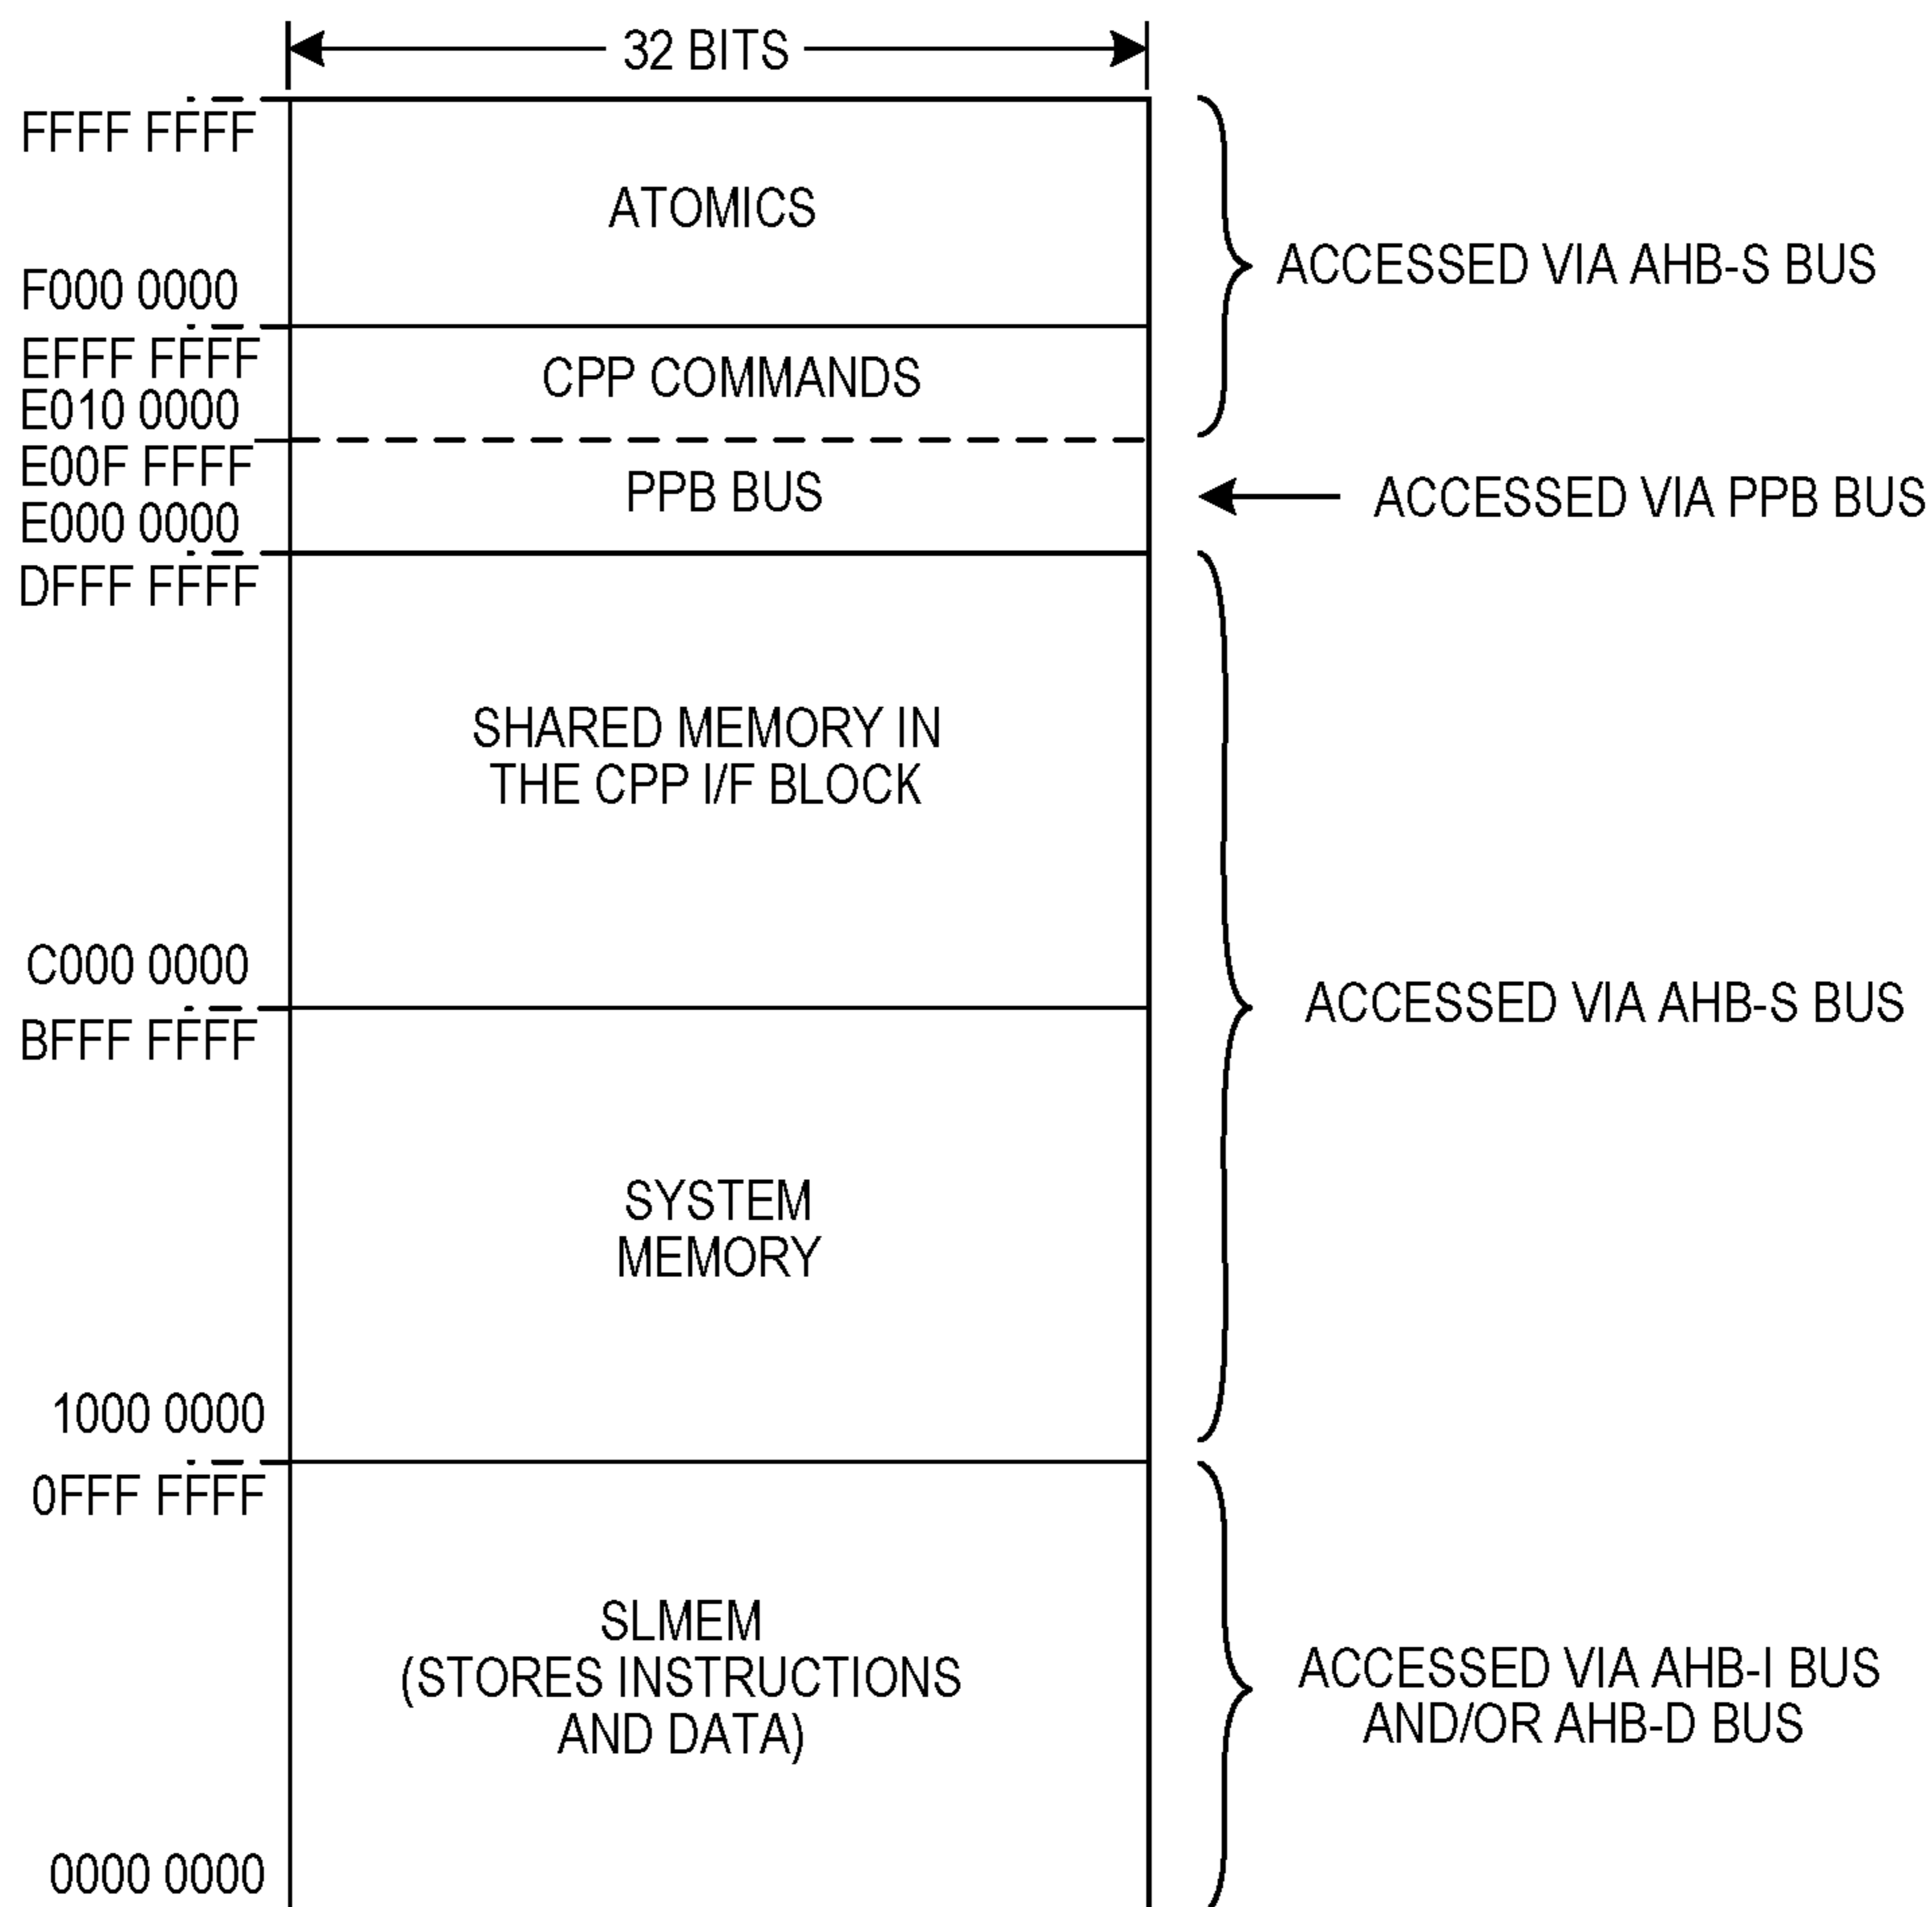 32 BITS
FFFF FFFF
ATOMICS
ACCESSED VIA AHB-S BUS
F000 0000
EFFF FFFF
CPP COMMANDS
E010 0000
E00F FFFF
PPB BUS
ACCESSED VIA PPB BUS
E000 0000
DFFF FFFF
SHARED MEMORY IN
THE CPP I/F BLOCK
C000 0000
ACCESSED VIA AHB-S BUS
BFFF FFFF
SYSTEM
MEMORY
1000 0000
0FFF FFFF
SLMEM
(STORES INSTRUCTIONS
AND DATA)
ACCESSED VIA AHB-I BUS
AND/OR AHB-D BUS
0000 0000